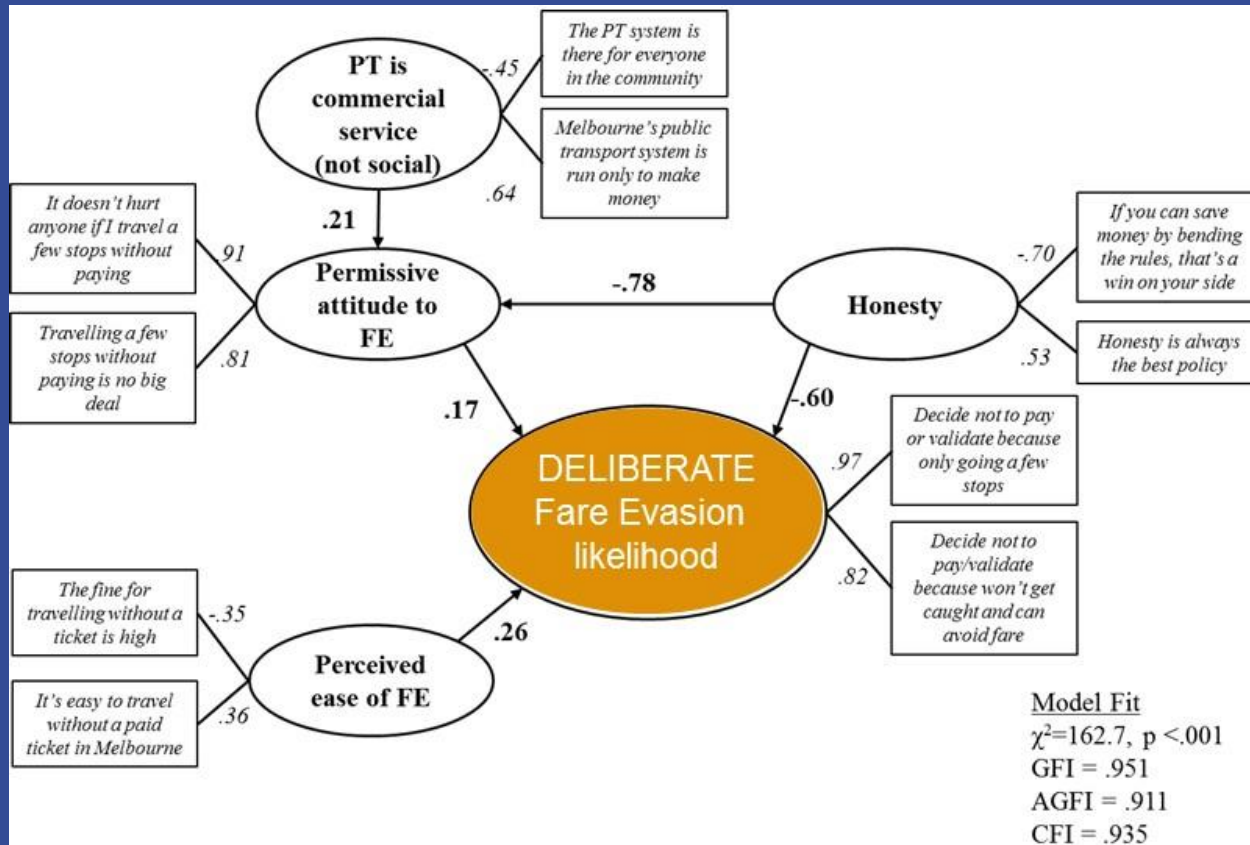 PT is
commercial
service
(not social)
-.45
The PT system is
there for everyone
in the community
.64
Melbourne's public
transport system is
run only to make
money
.21
It doesn't hurt
anyone if I travel a
few stops without
paying
.91
Travelling a few
stops without
paying is no big
deal
.81
Permissive
attitude to
FE
-.78
Honesty
-.70
If you can save
money by bending
the rules, that's a
win on your side
.53
Honesty is always
the best policy
.17
-.60
DELIBERATE
Fare Evasion
likelihood
.97
Decide not to pay
or validate because
only going a few
stops
.82
Decide not to
pay/validate
because won't get
caught and can
avoid fare
The fine for
travelling without a
ticket is high
-.35
It's easy to travel
without a paid
ticket in Melbourne
.36
Perceived
ease of FE
.26
Model Fit
χ²=162.7, p <.001
GFI = .951
AGFI = .911
CFI = .935